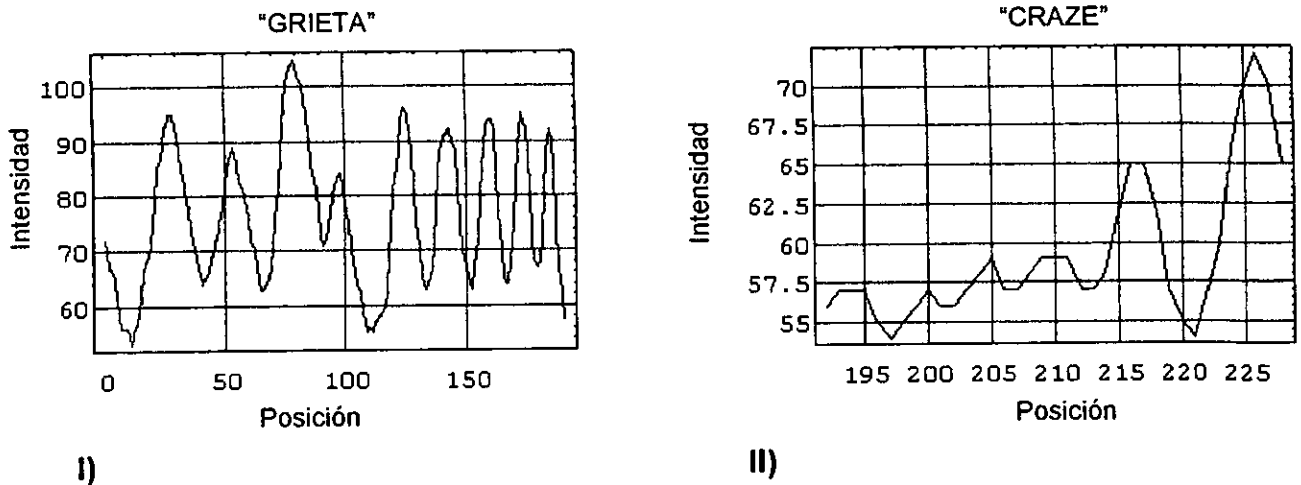 "GRIETA"
Intensidad
100
90
80
70
60
0 50 100 150
Posición
I)
"CRAZE"
Intensidad
70
67.5
65
62.5
60
57.5
55
195 200 205 210 215 220 225
Posición
II)